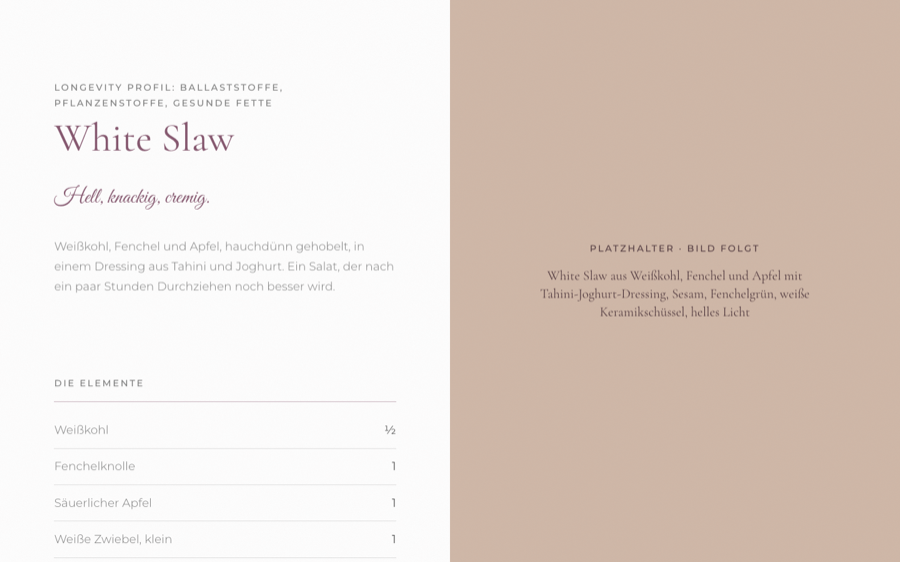 LONGEVITY PROFIL: BALLASTSTOFFE,
PFLANZENSTOFFE, GESUNDE FETTE
White Slaw
Hell, knackig, cremig.
Weißkohl, Fenchel und Apfel, hauchdünn gehobelt, in
einem Dressing aus Tahini und Joghurt. Ein Salat, der nach
ein paar Stunden Durchziehen noch besser wird.
DIE ELEMENTE
Weißkohl ½
Fenchelknolle 1
Säuerlicher Apfel 1
Weiße Zwiebel, klein 1
PLATZHALTER · BILD FOLGT
White Slaw aus Weißkohl, Fenchel und Apfel mit
Tahini-Joghurt-Dressing, Sesam, Fenchelgrün, weiße
Keramikschüssel, helles Licht